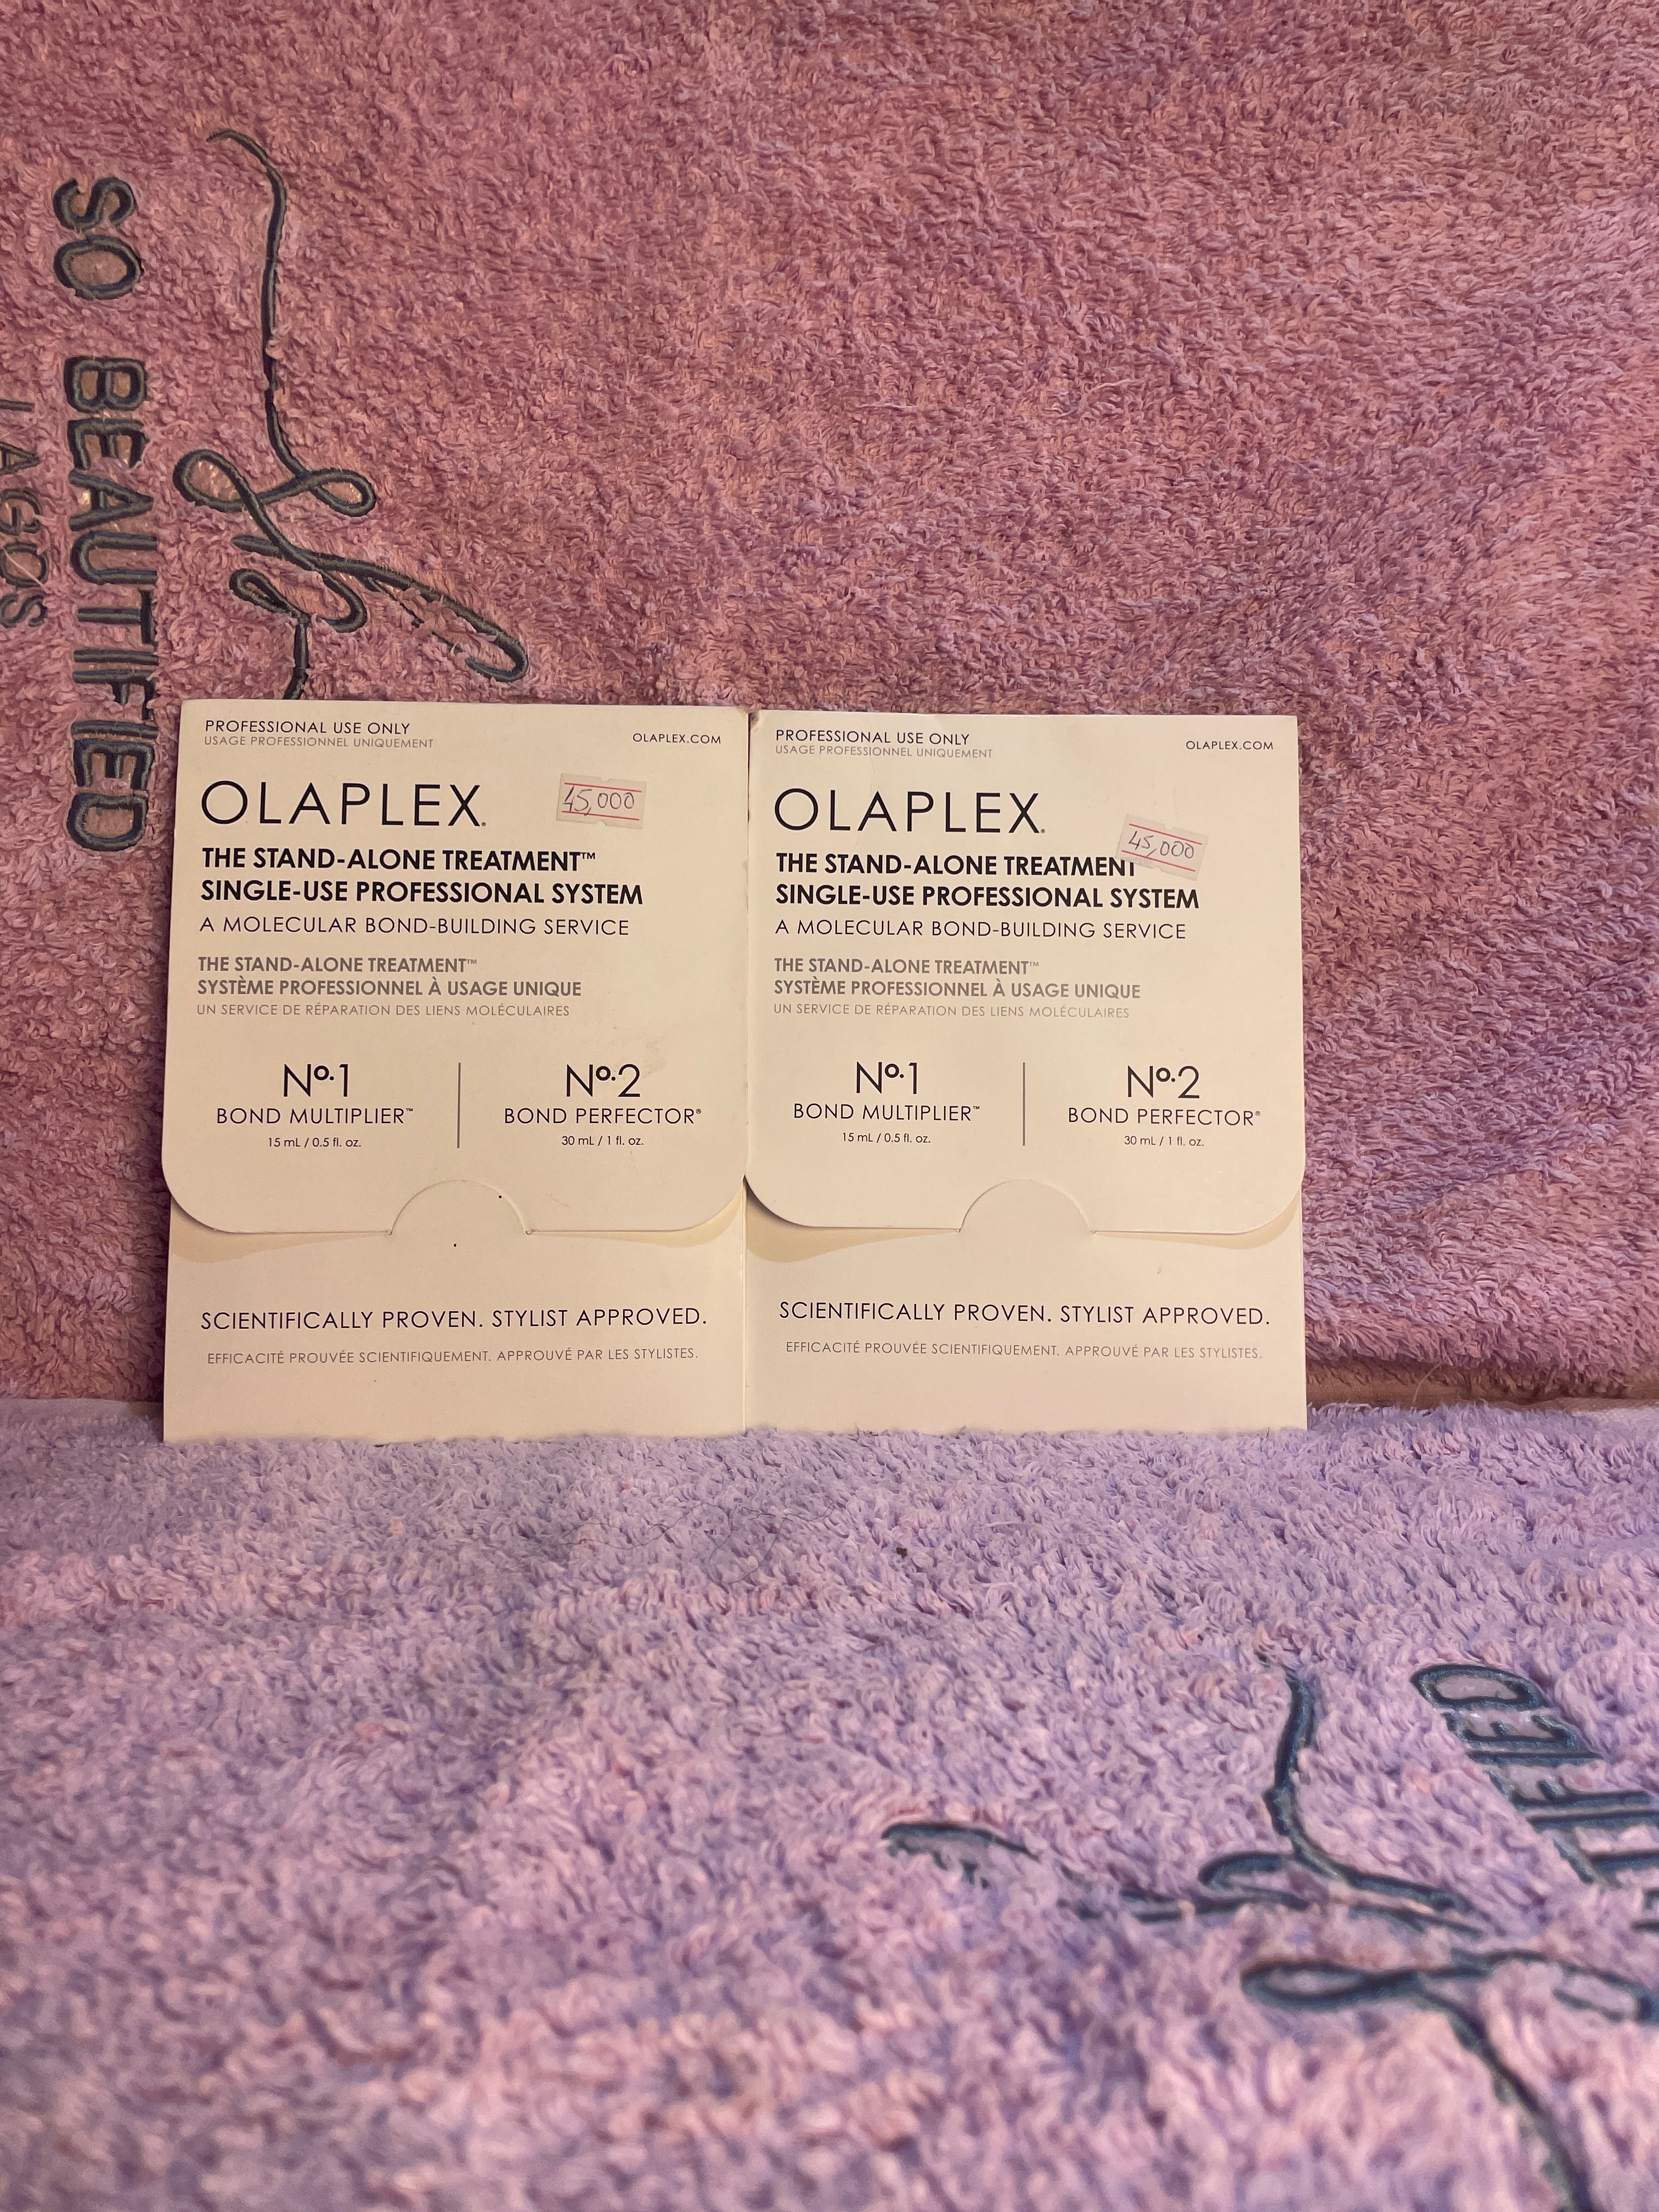 SO BEAUTIFIED
LAGOS
PROFESSIONAL USE ONLY
USAGE PROFESSIONNEL UNIQUEMENT
OLAPLEX.COM
OLAPLEX®
45,000
THE STAND-ALONE TREATMENT™
SINGLE-USE PROFESSIONAL SYSTEM
A MOLECULAR BOND-BUILDING SERVICE
THE STAND-ALONE TREATMENT™
SYSTÈME PROFESSIONNEL À USAGE UNIQUE
UN SERVICE DE RÉPARATION DES LIENS MOLÉCULAIRES
Nº.1
BOND MULTIPLIER™
15 mL / 0.5 fl. oz.
Nº.2
BOND PERFECTOR®
30 mL / 1 fl. oz.
SCIENTIFICALLY PROVEN. STYLIST APPROVED.
EFFICACITÉ PROUVÉE SCIENTIFIQUEMENT. APPROUVÉ PAR LES STYLISTES.
PROFESSIONAL USE ONLY
USAGE PROFESSIONNEL UNIQUEMENT
OLAPLEX.COM
OLAPLEX®
45,000
THE STAND-ALONE TREATMENT
SINGLE-USE PROFESSIONAL SYSTEM
A MOLECULAR BOND-BUILDING SERVICE
THE STAND-ALONE TREATMENT™
SYSTÈME PROFESSIONNEL À USAGE UNIQUE
UN SERVICE DE RÉPARATION DES LIENS MOLÉCULAIRES
Nº.1
BOND MULTIPLIER™
15 mL / 0.5 fl. oz.
Nº.2
BOND PERFECTOR®
30 mL / 1 fl. oz.
SCIENTIFICALLY PROVEN. STYLIST APPROVED.
EFFICACITÉ PROUVÉE SCIENTIFIQUEMENT. APPROUVÉ PAR LES STYLISTES.